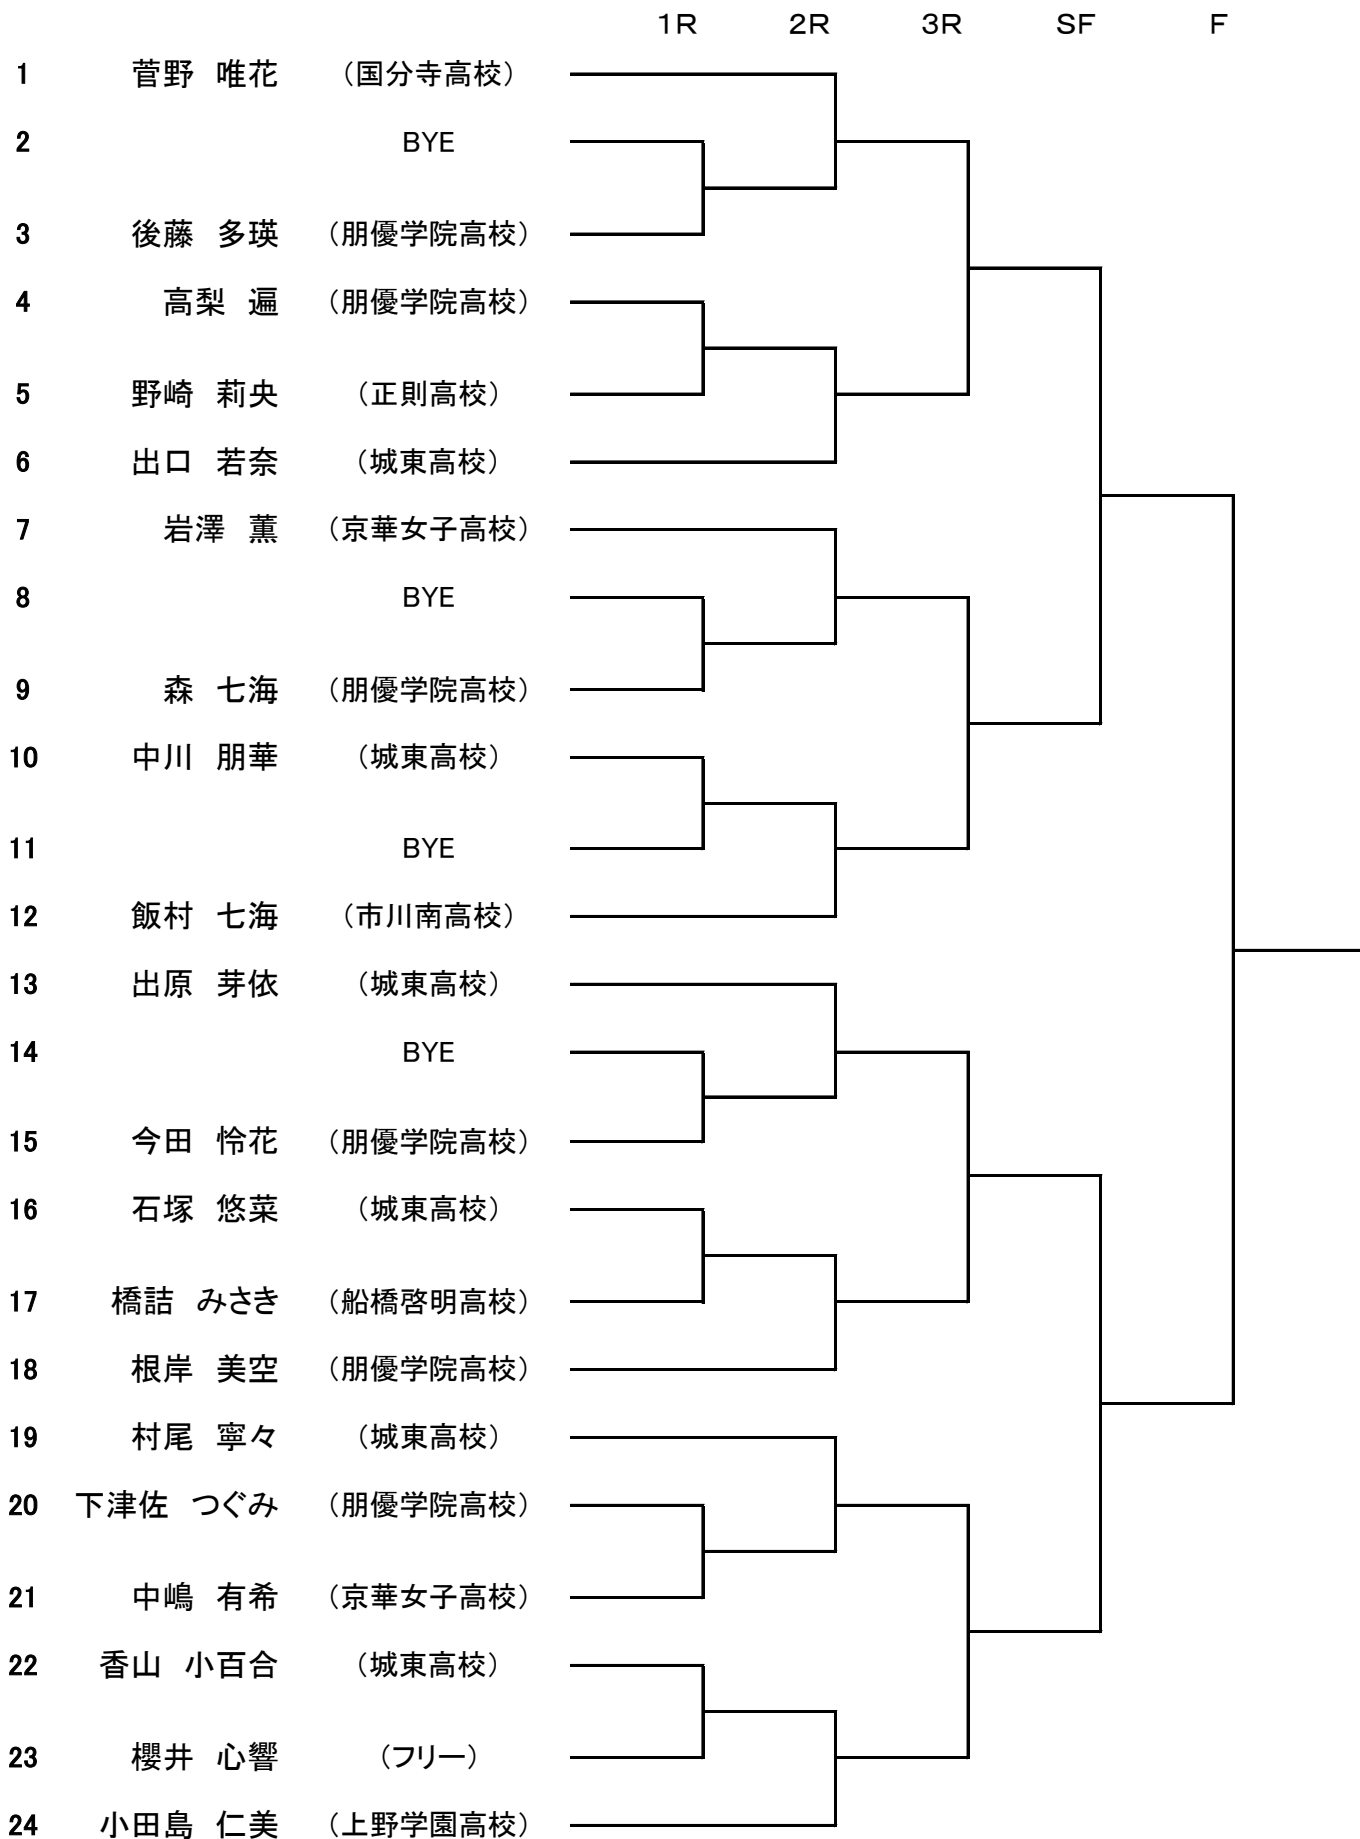 1R 2R 3R SF F
1 菅野 唯花 （国分寺高校）
2 BYE
3 後藤 多瑛 （朋優学院高校）
4 高梨 遍 （朋優学院高校）
5 野崎 莉央 （正則高校）
6 出口 若奈 （城東高校）
7 岩澤 薫 （京華女子高校）
8 BYE
9 森 七海 （朋優学院高校）
10 中川 朋華 （城東高校）
11 BYE
12 飯村 七海 （市川南高校）
13 出原 芽依 （城東高校）
14 BYE
15 今田 怜花 （朋優学院高校）
16 石塚 悠菜 （城東高校）
17 橋詰 みさき （船橋啓明高校）
18 根岸 美空 （朋優学院高校）
19 村尾 寧々 （城東高校）
20 下津佐 つぐみ （朋優学院高校）
21 中嶋 有希 （京華女子高校）
22 香山 小百合 （城東高校）
23 櫻井 心響 （フリー）
24 小田島 仁美 （上野学園高校）